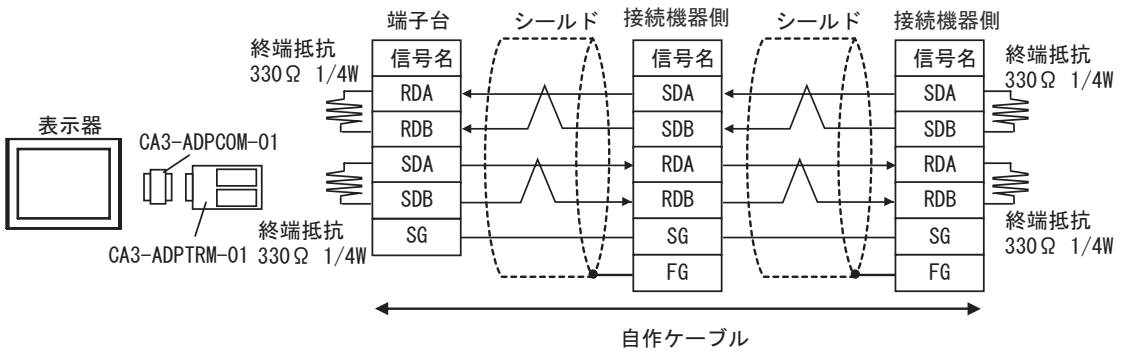 端子台
シールド
接続機器側
シールド
接続機器側
終端抵抗
330Ω 1/4W
信号名
RDA
RDB
SDA
SDB
SG
信号名
SDA
SDB
RDA
RDB
SG
FG
信号名
SDA
SDB
RDA
RDB
SG
FG
終端抵抗
330Ω 1/4W
表示器
CA3-ADPCOM-01
CA3-ADPTRM-01
終端抵抗
330Ω 1/4W
終端抵抗
330Ω 1/4W
自作ケーブル